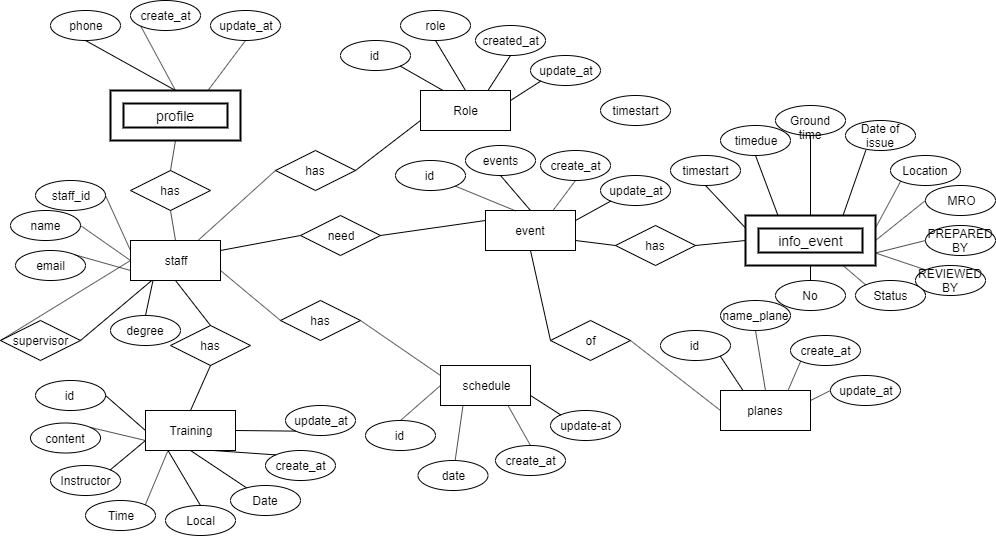 phone
create_at
update_at
profile
has
id
role
created_at
update_at
Role
has
timestart
staff_id
name
email
staff
degree
supervisor
has
need
id
events
create_at
update_at
event
has
of
timestart
timedue
Ground
time
Date of
issue
Location
MRO
PREPARED
BY
REVIEWED
BY
info_event
No
Status
name_plane
id
create_at
update_at
planes
has
schedule
id
date
create_at
update-at
id
content
Instructor
Time
Local
Date
create_at
update_at
Training